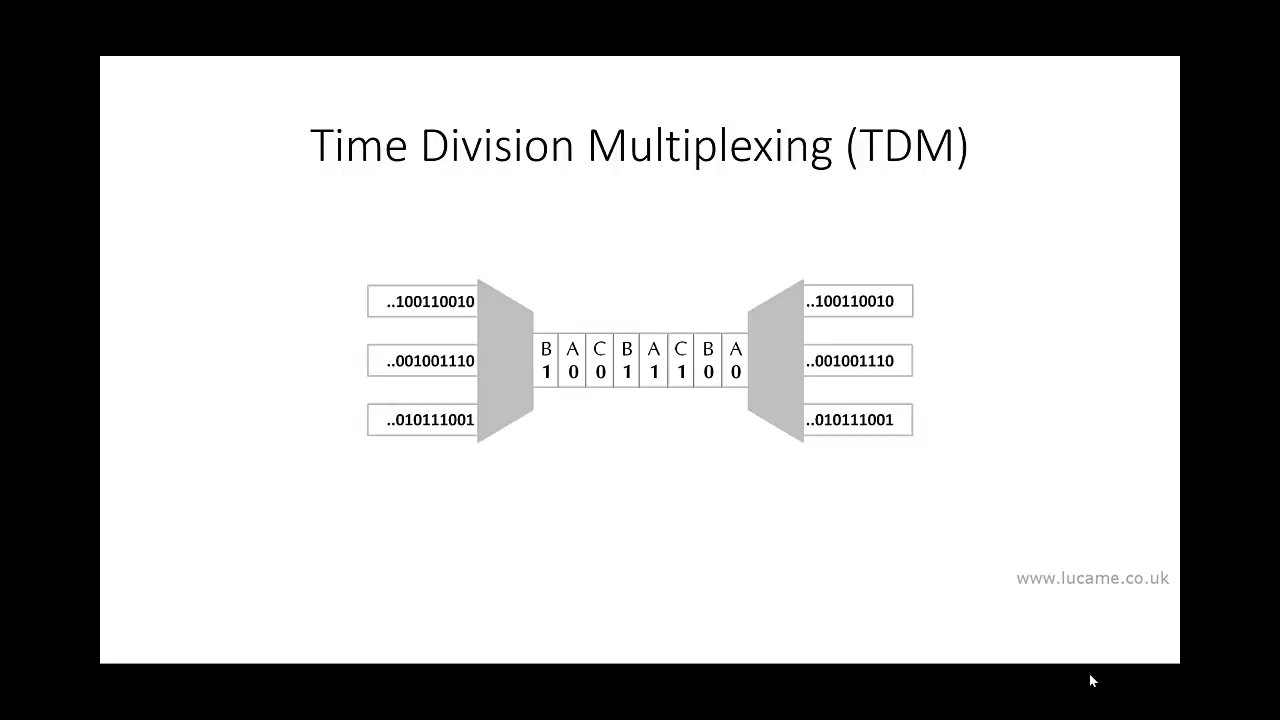 Time Division Multiplexing (TDM)
..100110010
..001001110
..010111001
B A C B A C B A
1 0 0 1 1 1 0 0
..100110010
..001001110
..010111001
www.lucame.co.uk